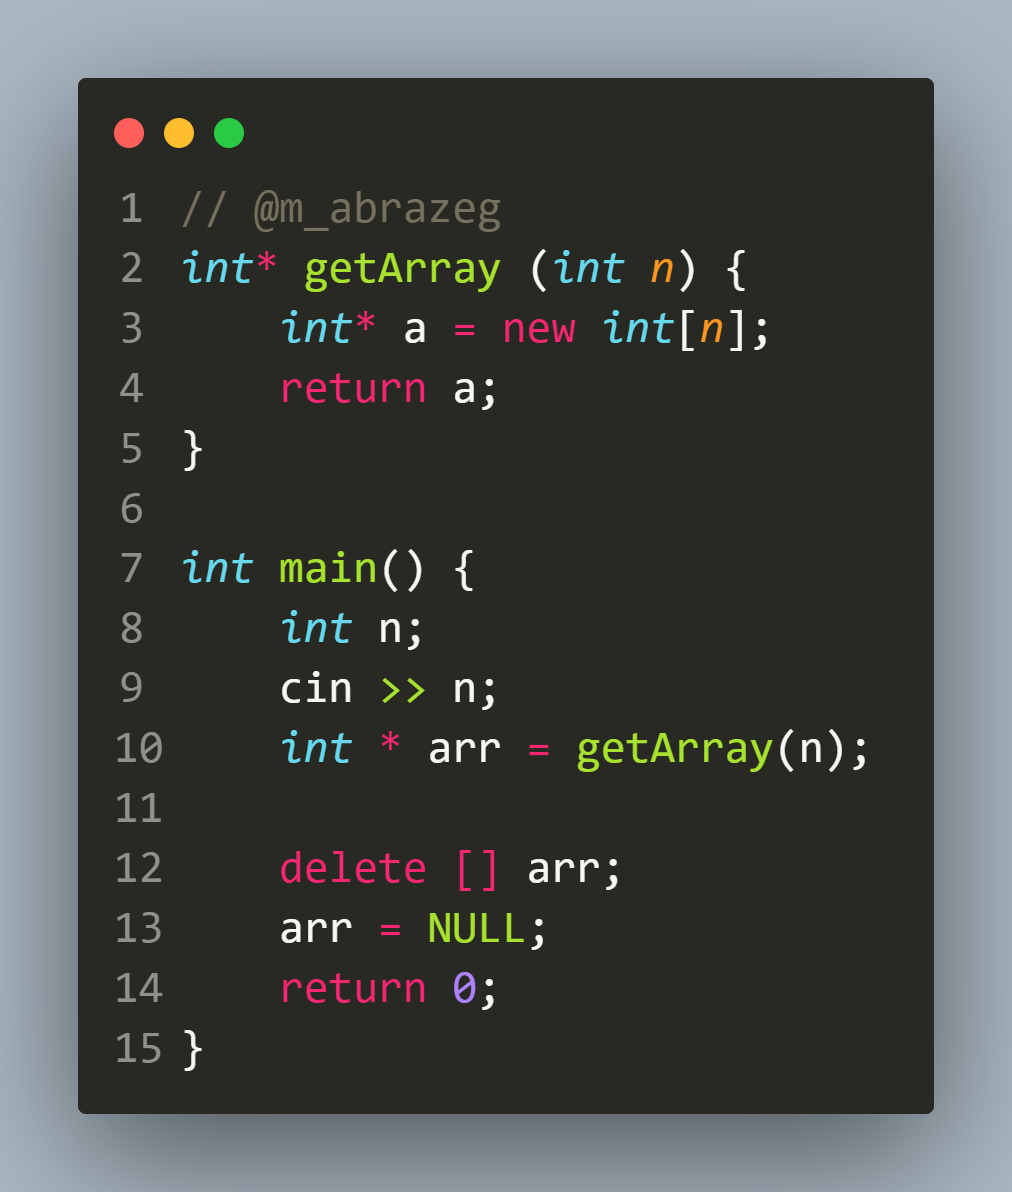 1 // @m_abrazeg
2 int* getArray (int n) {
3     int* a = new int[n];
4     return a;
5 }
6
7 int main() {
8     int n;
9     cin >> n;
10     int * arr = getArray(n);
11
12     delete [] arr;
13     arr = NULL;
14     return 0;
15 }